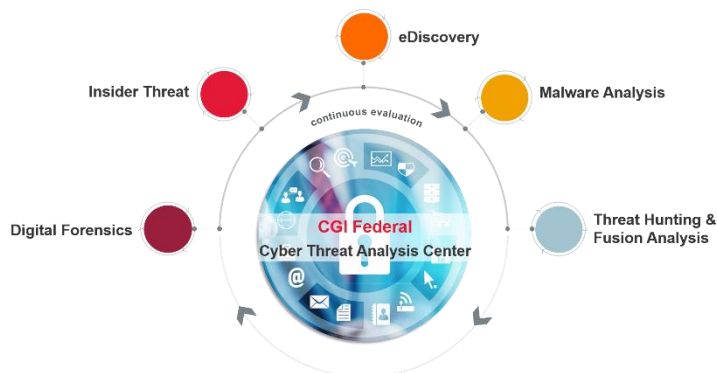 eDiscovery
Insider Threat
Malware Analysis
continuous evaluation
Digital Forensics
CGI Federal
Cyber Threat Analysis Center
Threat Hunting &
Fusion Analysis
@